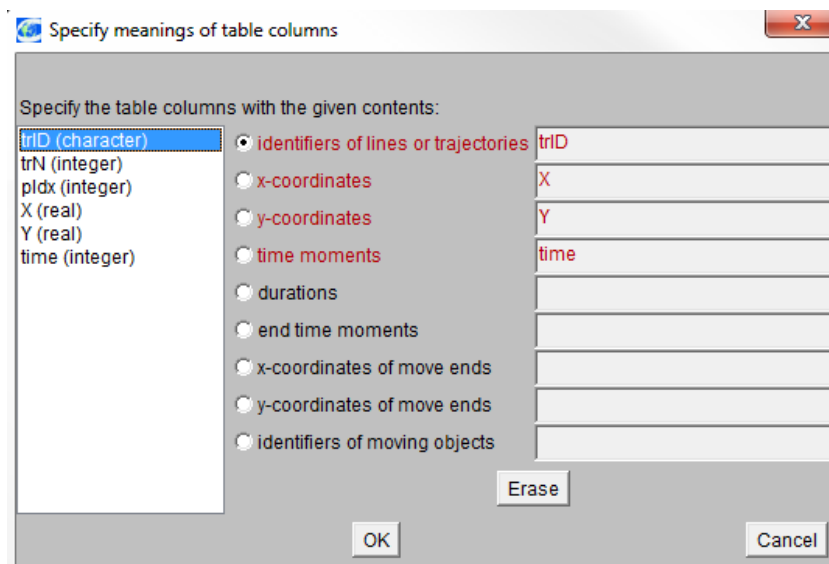 Specify meanings of table columns
Specify the table columns with the given contents:
trID (character)
trN (integer)
pIdx (integer)
X (real)
Y (real)
time (integer)
identifiers of lines or trajectories trID
x-coordinates X
y-coordinates Y
time moments time
durations
end time moments
x-coordinates of move ends
y-coordinates of move ends
identifiers of moving objects
Erase
OK Cancel